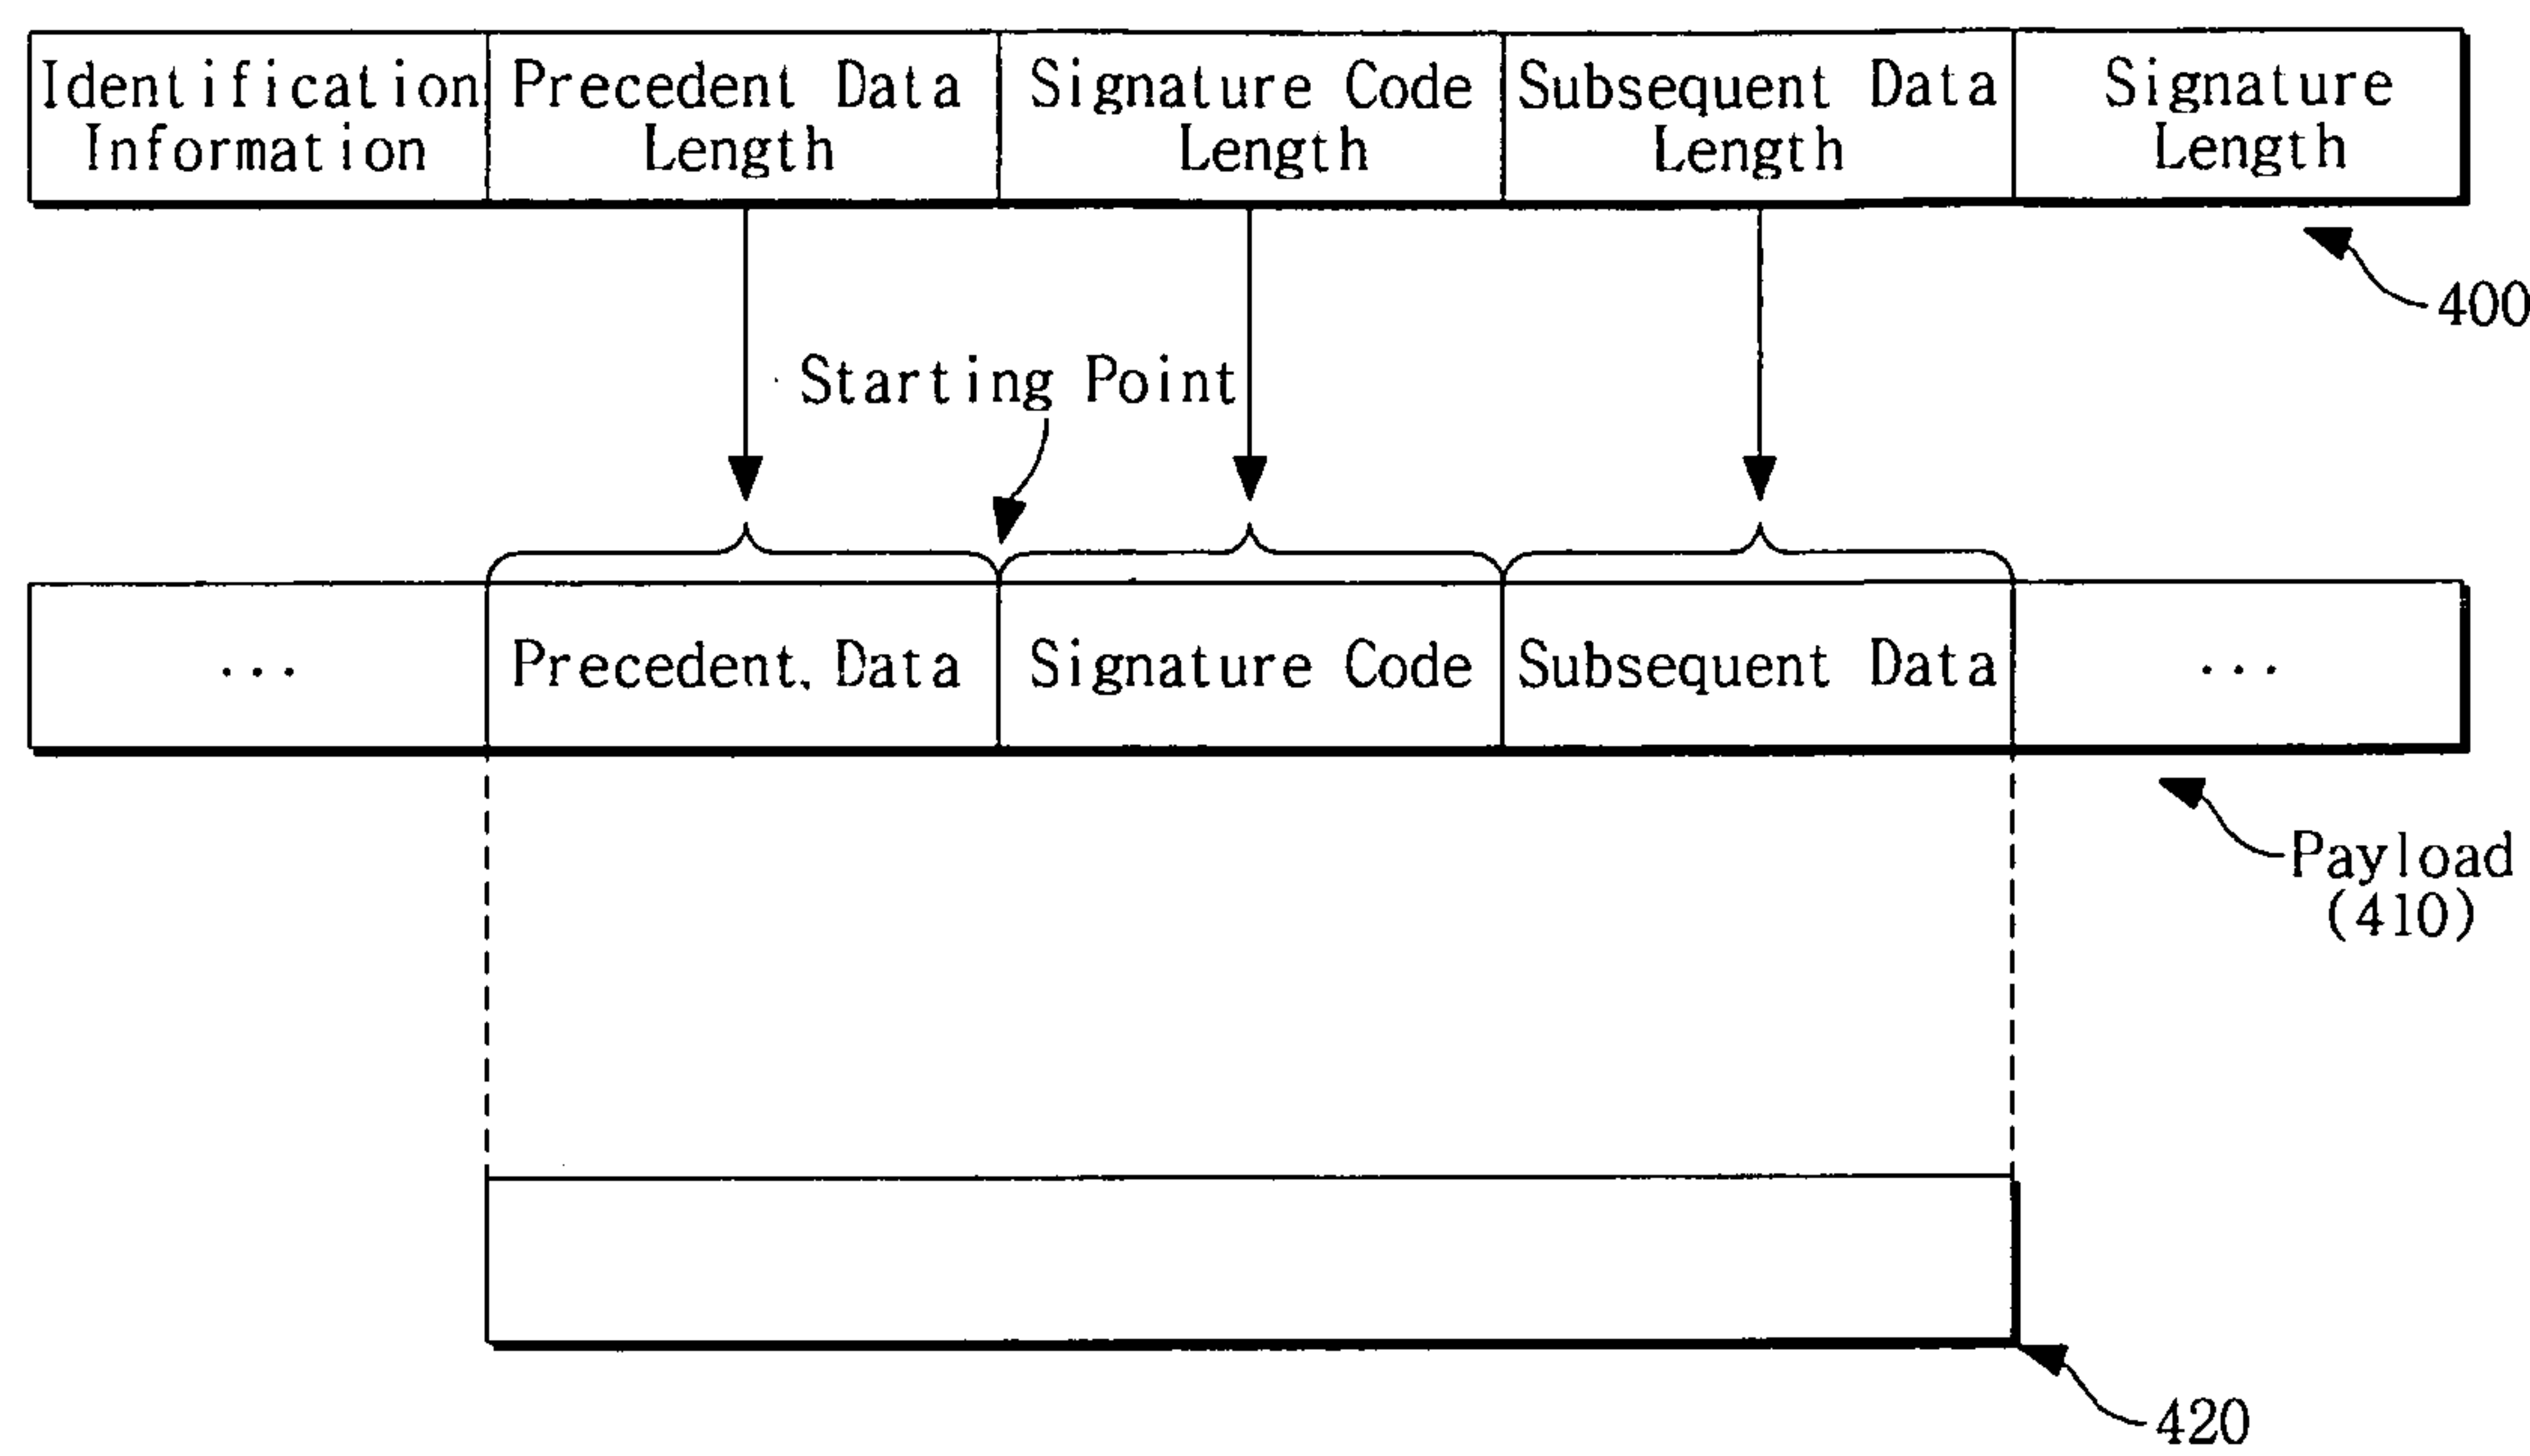 Identification Precedent Data Signature Code Subsequent Data Signature
Information Length Length Length Length
400
Starting Point
... Precedent. Data Signature Code Subsequent Data ...
Payload
(410)
420